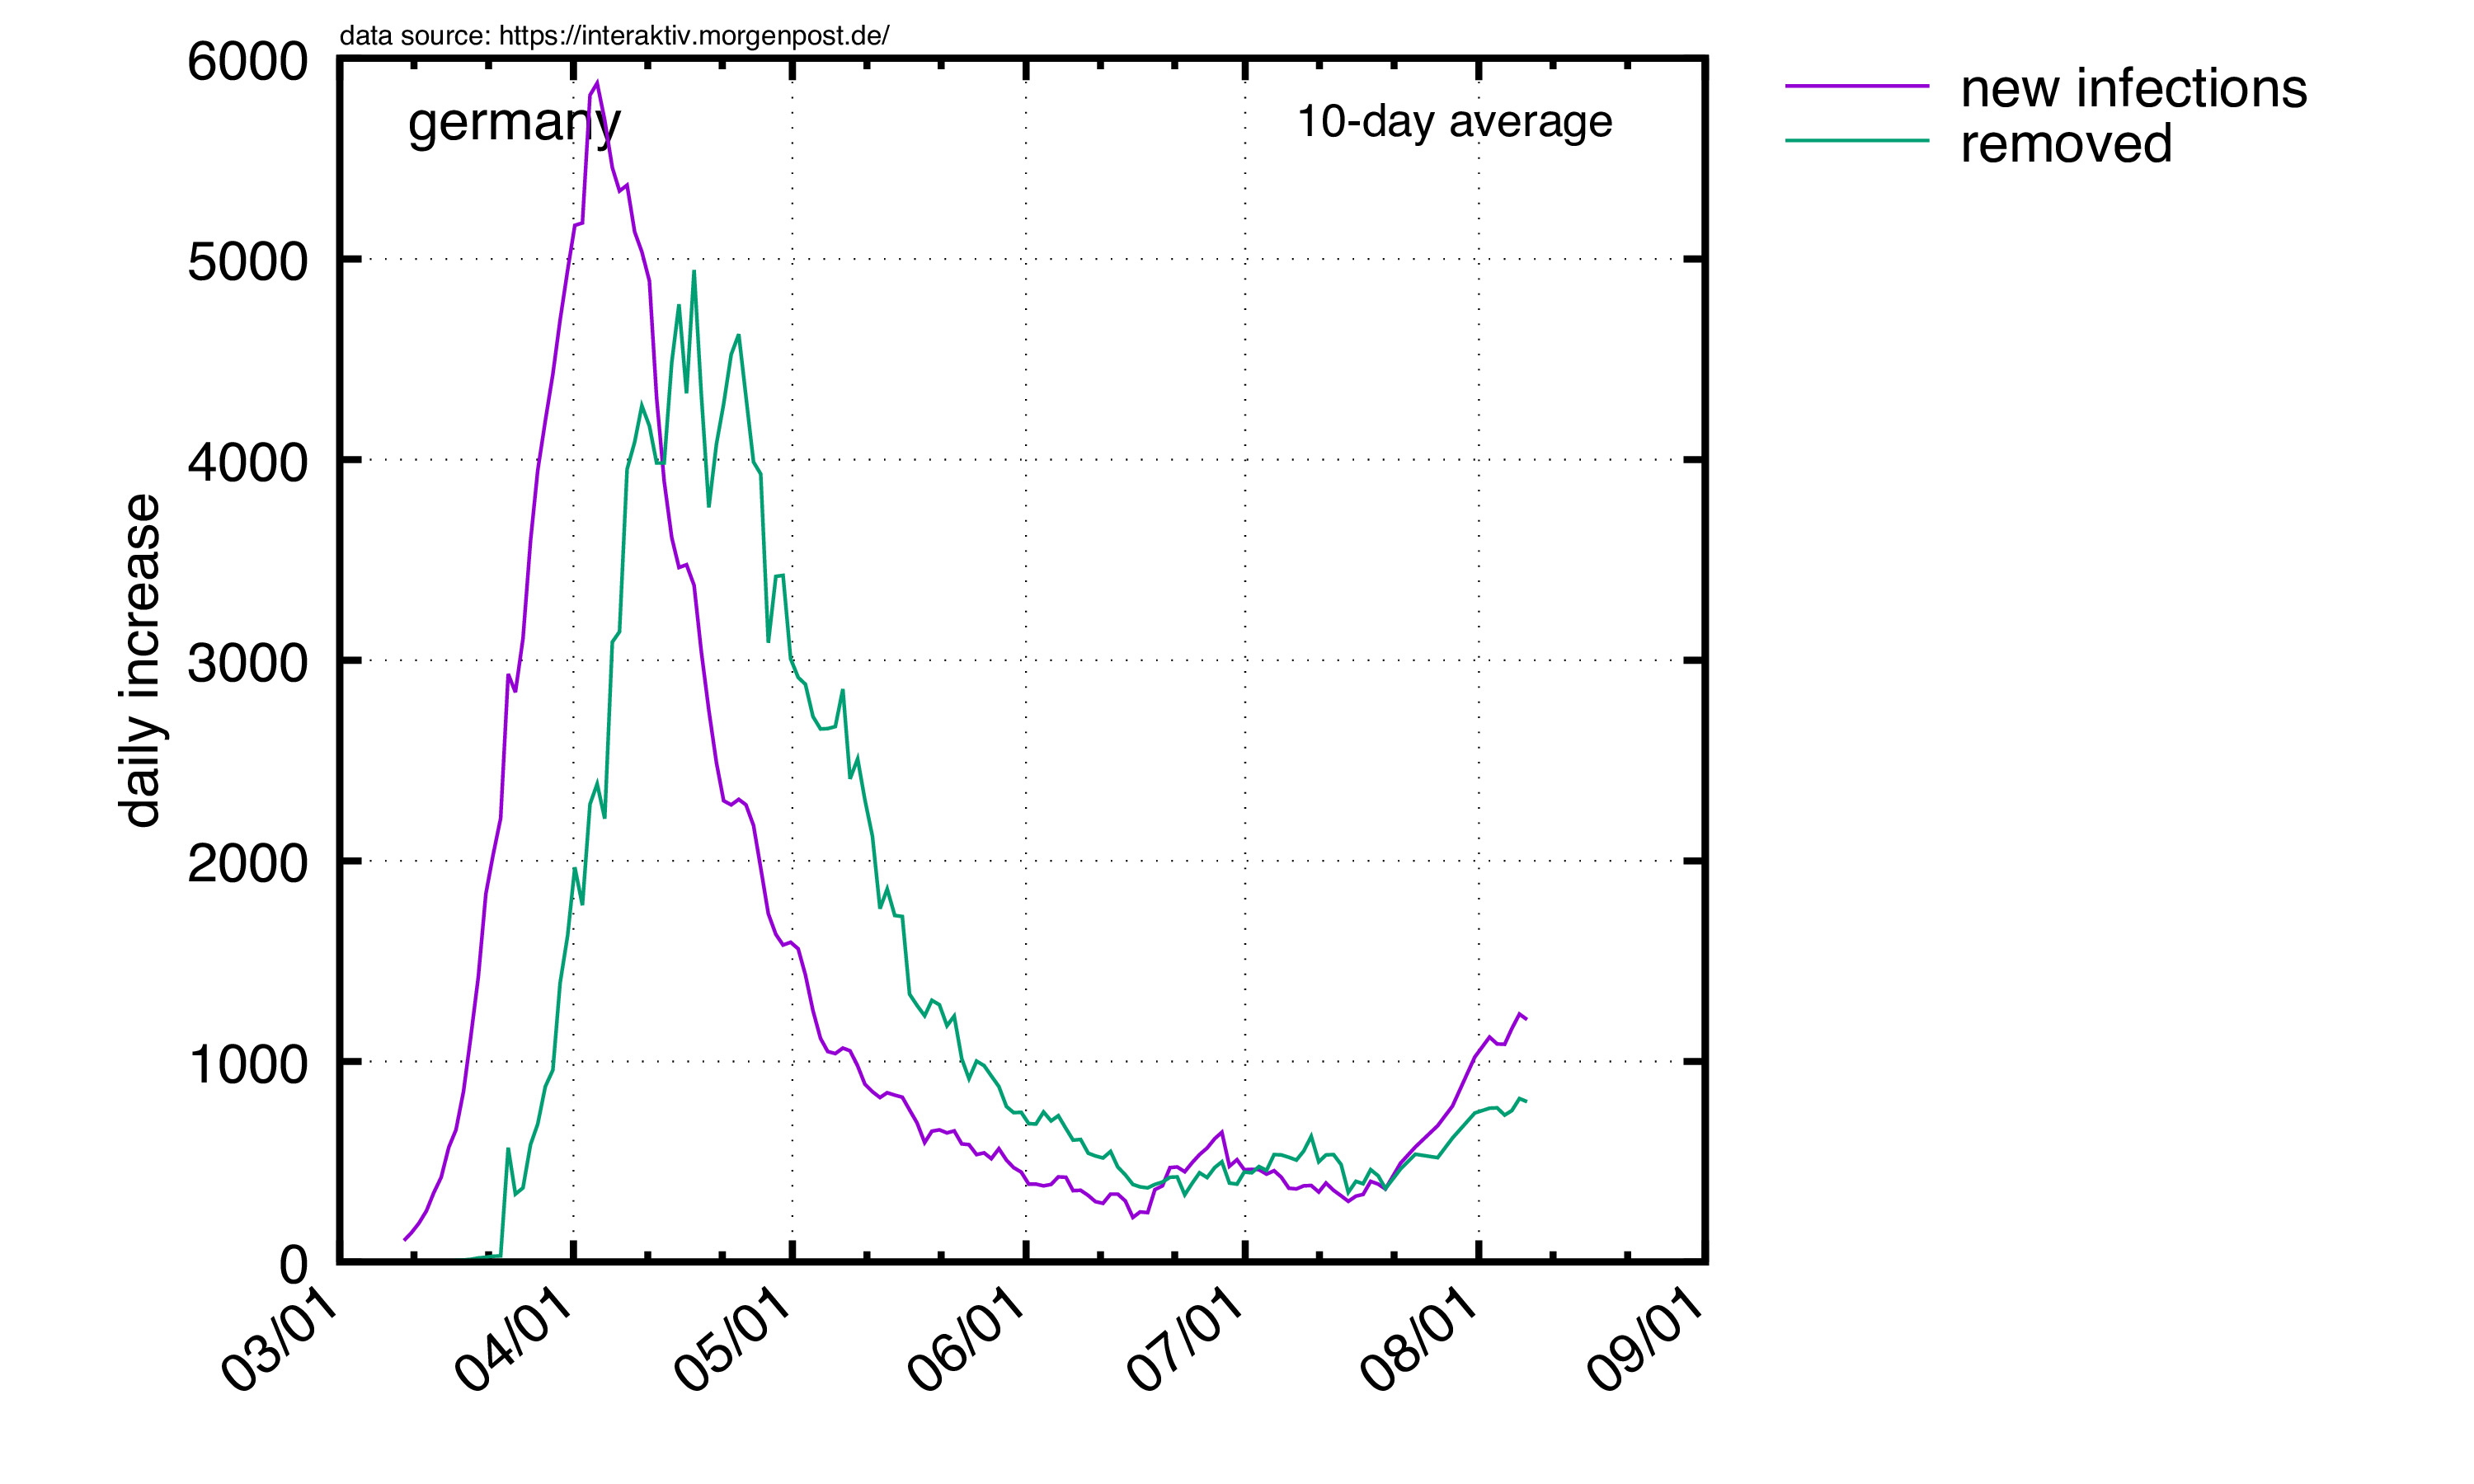 data source: https://interaktiv.morgenpost.de/
germany
10-day average
new infections
removed
daily increase
6000
5000
4000
3000
2000
1000
0
03/01
04/01
05/01
06/01
07/01
08/01
09/01